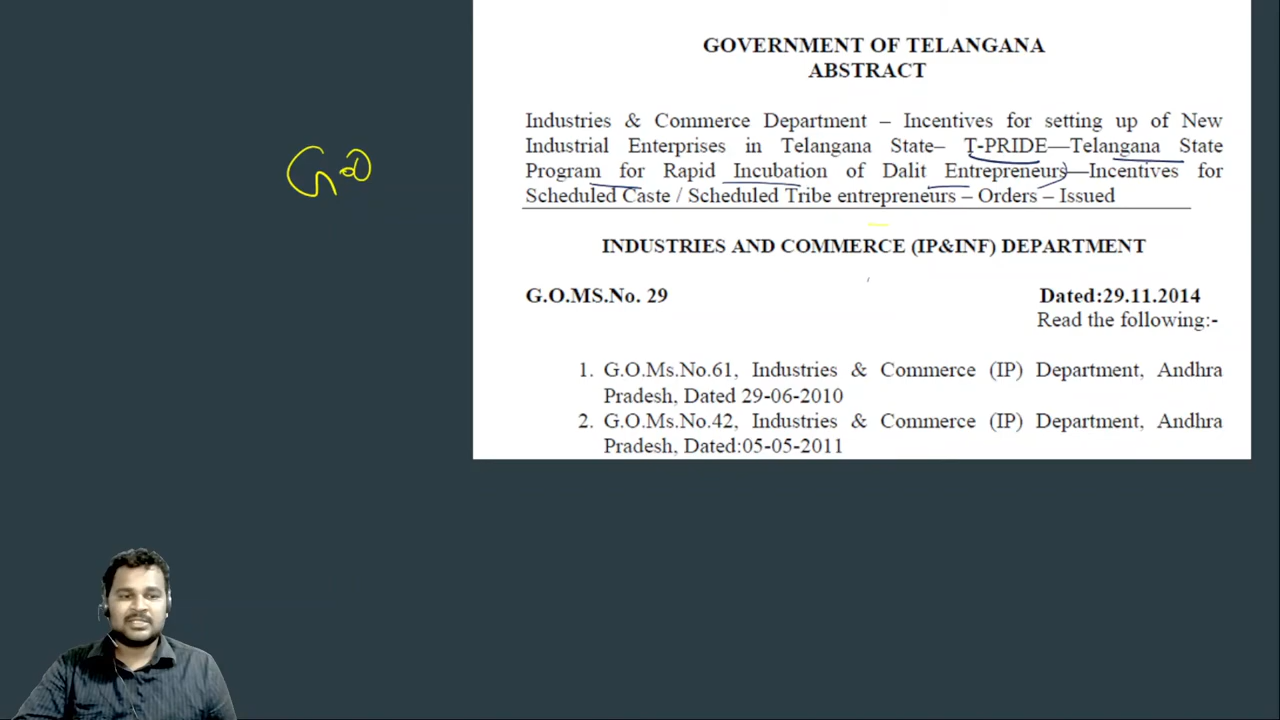 GOVERNMENT OF TELANGANA
ABSTRACT
Industries & Commerce Department – Incentives for setting up of New
Industrial Enterprises in Telangana State– T-PRIDE—Telangana State
Program for Rapid Incubation of Dalit Entrepreneurs)—Incentives for
Scheduled Caste / Scheduled Tribe entrepreneurs – Orders – Issued
INDUSTRIES AND COMMERCE (IP&INF) DEPARTMENT
G.O.MS.No. 29 Dated:29.11.2014
Read the following:-
1. G.O.Ms.No.61, Industries & Commerce (IP) Department, Andhra
Pradesh, Dated 29-06-2010
2. G.O.Ms.No.42, Industries & Commerce (IP) Department, Andhra
Pradesh, Dated:05-05-2011